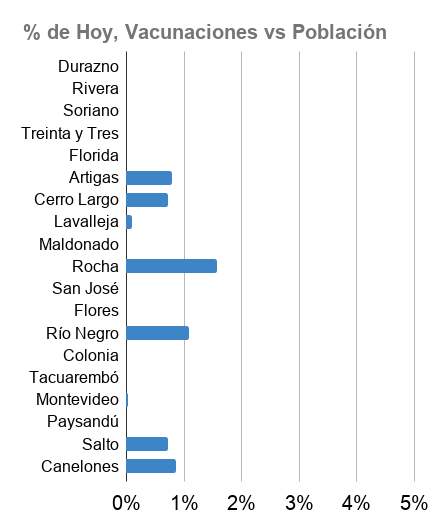 % de Hoy, Vacunaciones vs Población
Durazno
Rivera
Soriano
Treinta y Tres
Florida
Artigas
Cerro Largo
Lavalleja
Maldonado
Rocha
San José
Flores
Río Negro
Colonia
Tacuarembó
Montevideo
Paysandú
Salto
Canelones
0% 1% 2% 3% 4% 5%